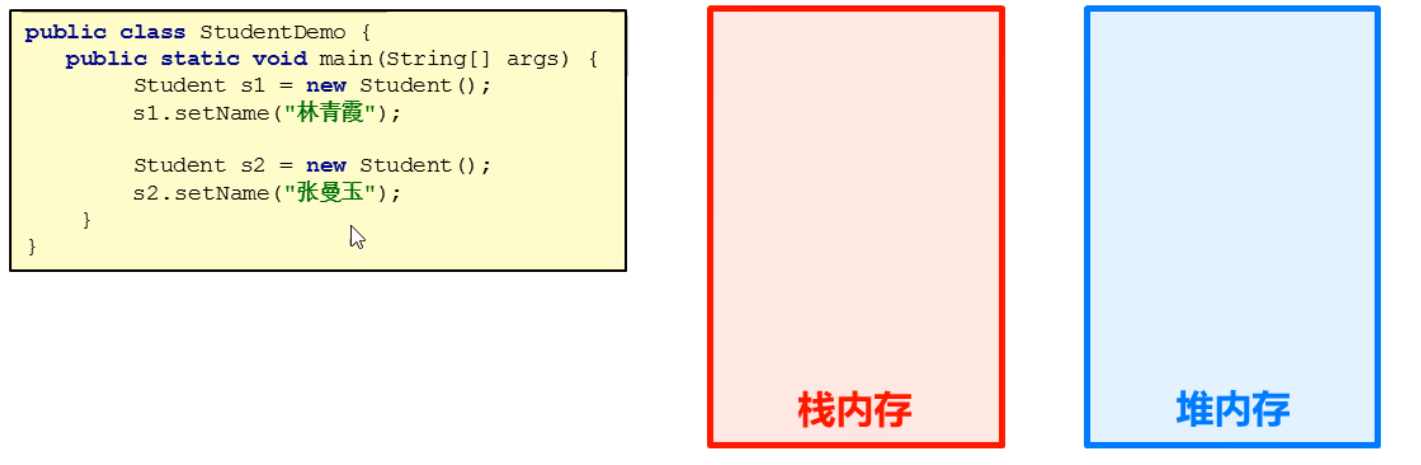 public class StudentDemo {
public static void main(String[] args) {
Student s1 = new Student();
s1.setName("林青霞");
Student s2 = new Student();
s2.setName("张曼玉");
}
}
栈内存
堆内存